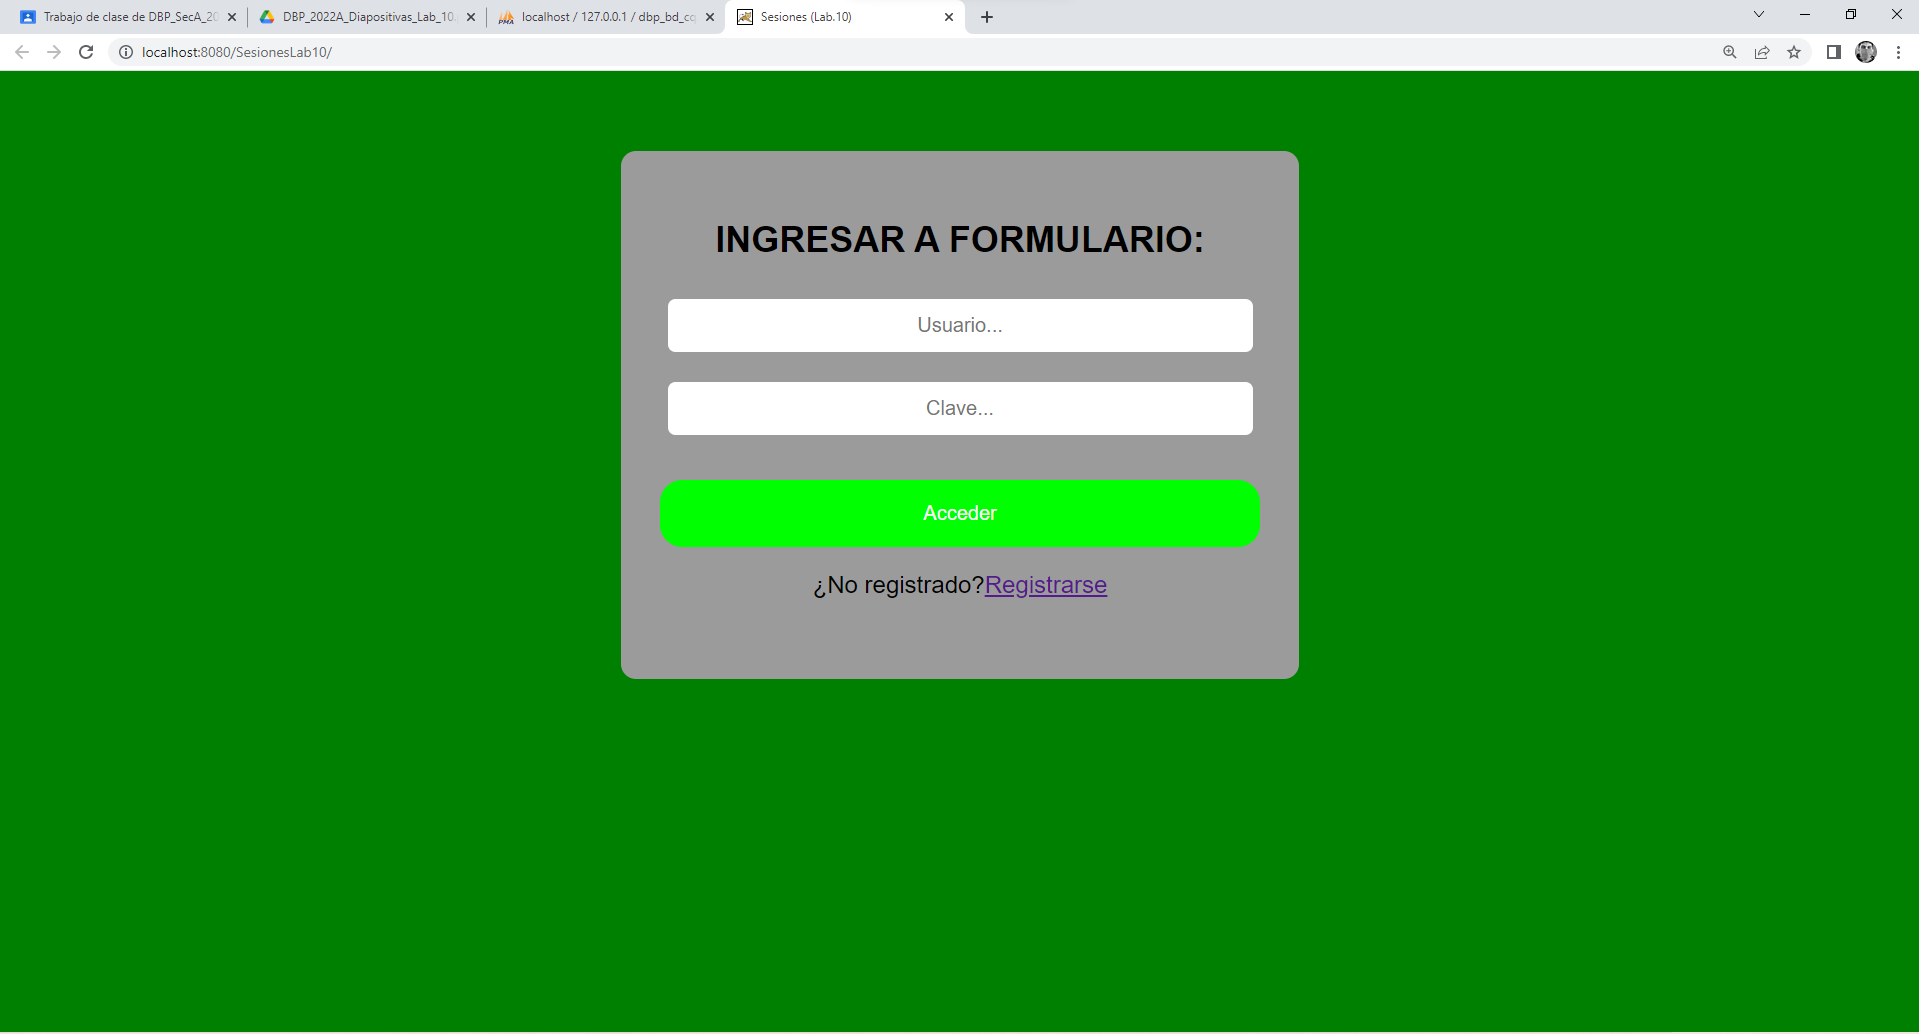 Trabajo de clase de DBP_SecA_20
DBP_2022A_Diapositivas_Lab_10.
localhost / 127.0.0.1 / dbp_bd_cq
Sesiones (Lab.10)
localhost:8080/SesionesLab10/
INGRESAR A FORMULARIO:
Usuario...
Clave...
Acceder
¿No registrado?Registrarse